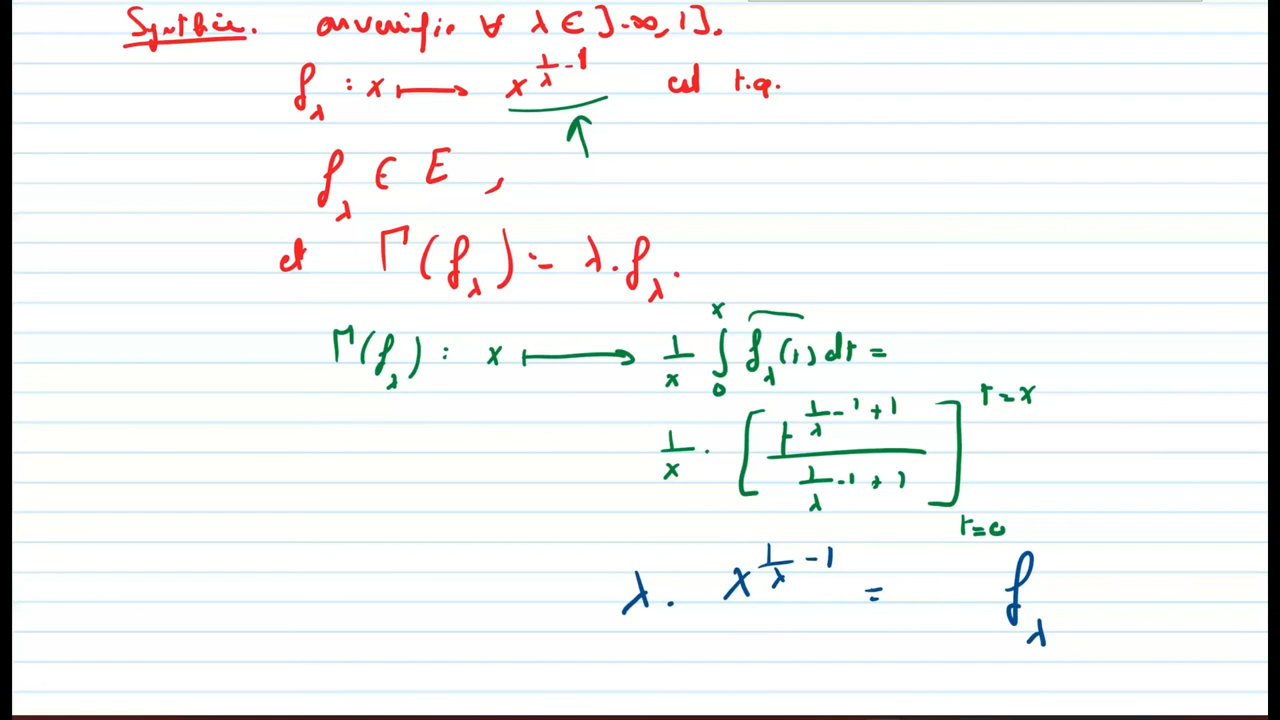 Synthèse. on vérifie ∀ λ ∈ ]-∞, 1].
f_λ : x ⟼ x^{1/λ - 1} est t.q.
f_λ ∈ E ,
et Γ(f_λ) = λ. f_λ.
Γ(f_λ) : x ⟼ 1/x ∫_0^x f_λ(t) dt =
1/x · [ t^{1/λ - 1 + 1} / (1/λ - 1 + 1) ]_{t=0}^{t=x}
λ. x^{1/λ - 1} = f_λ